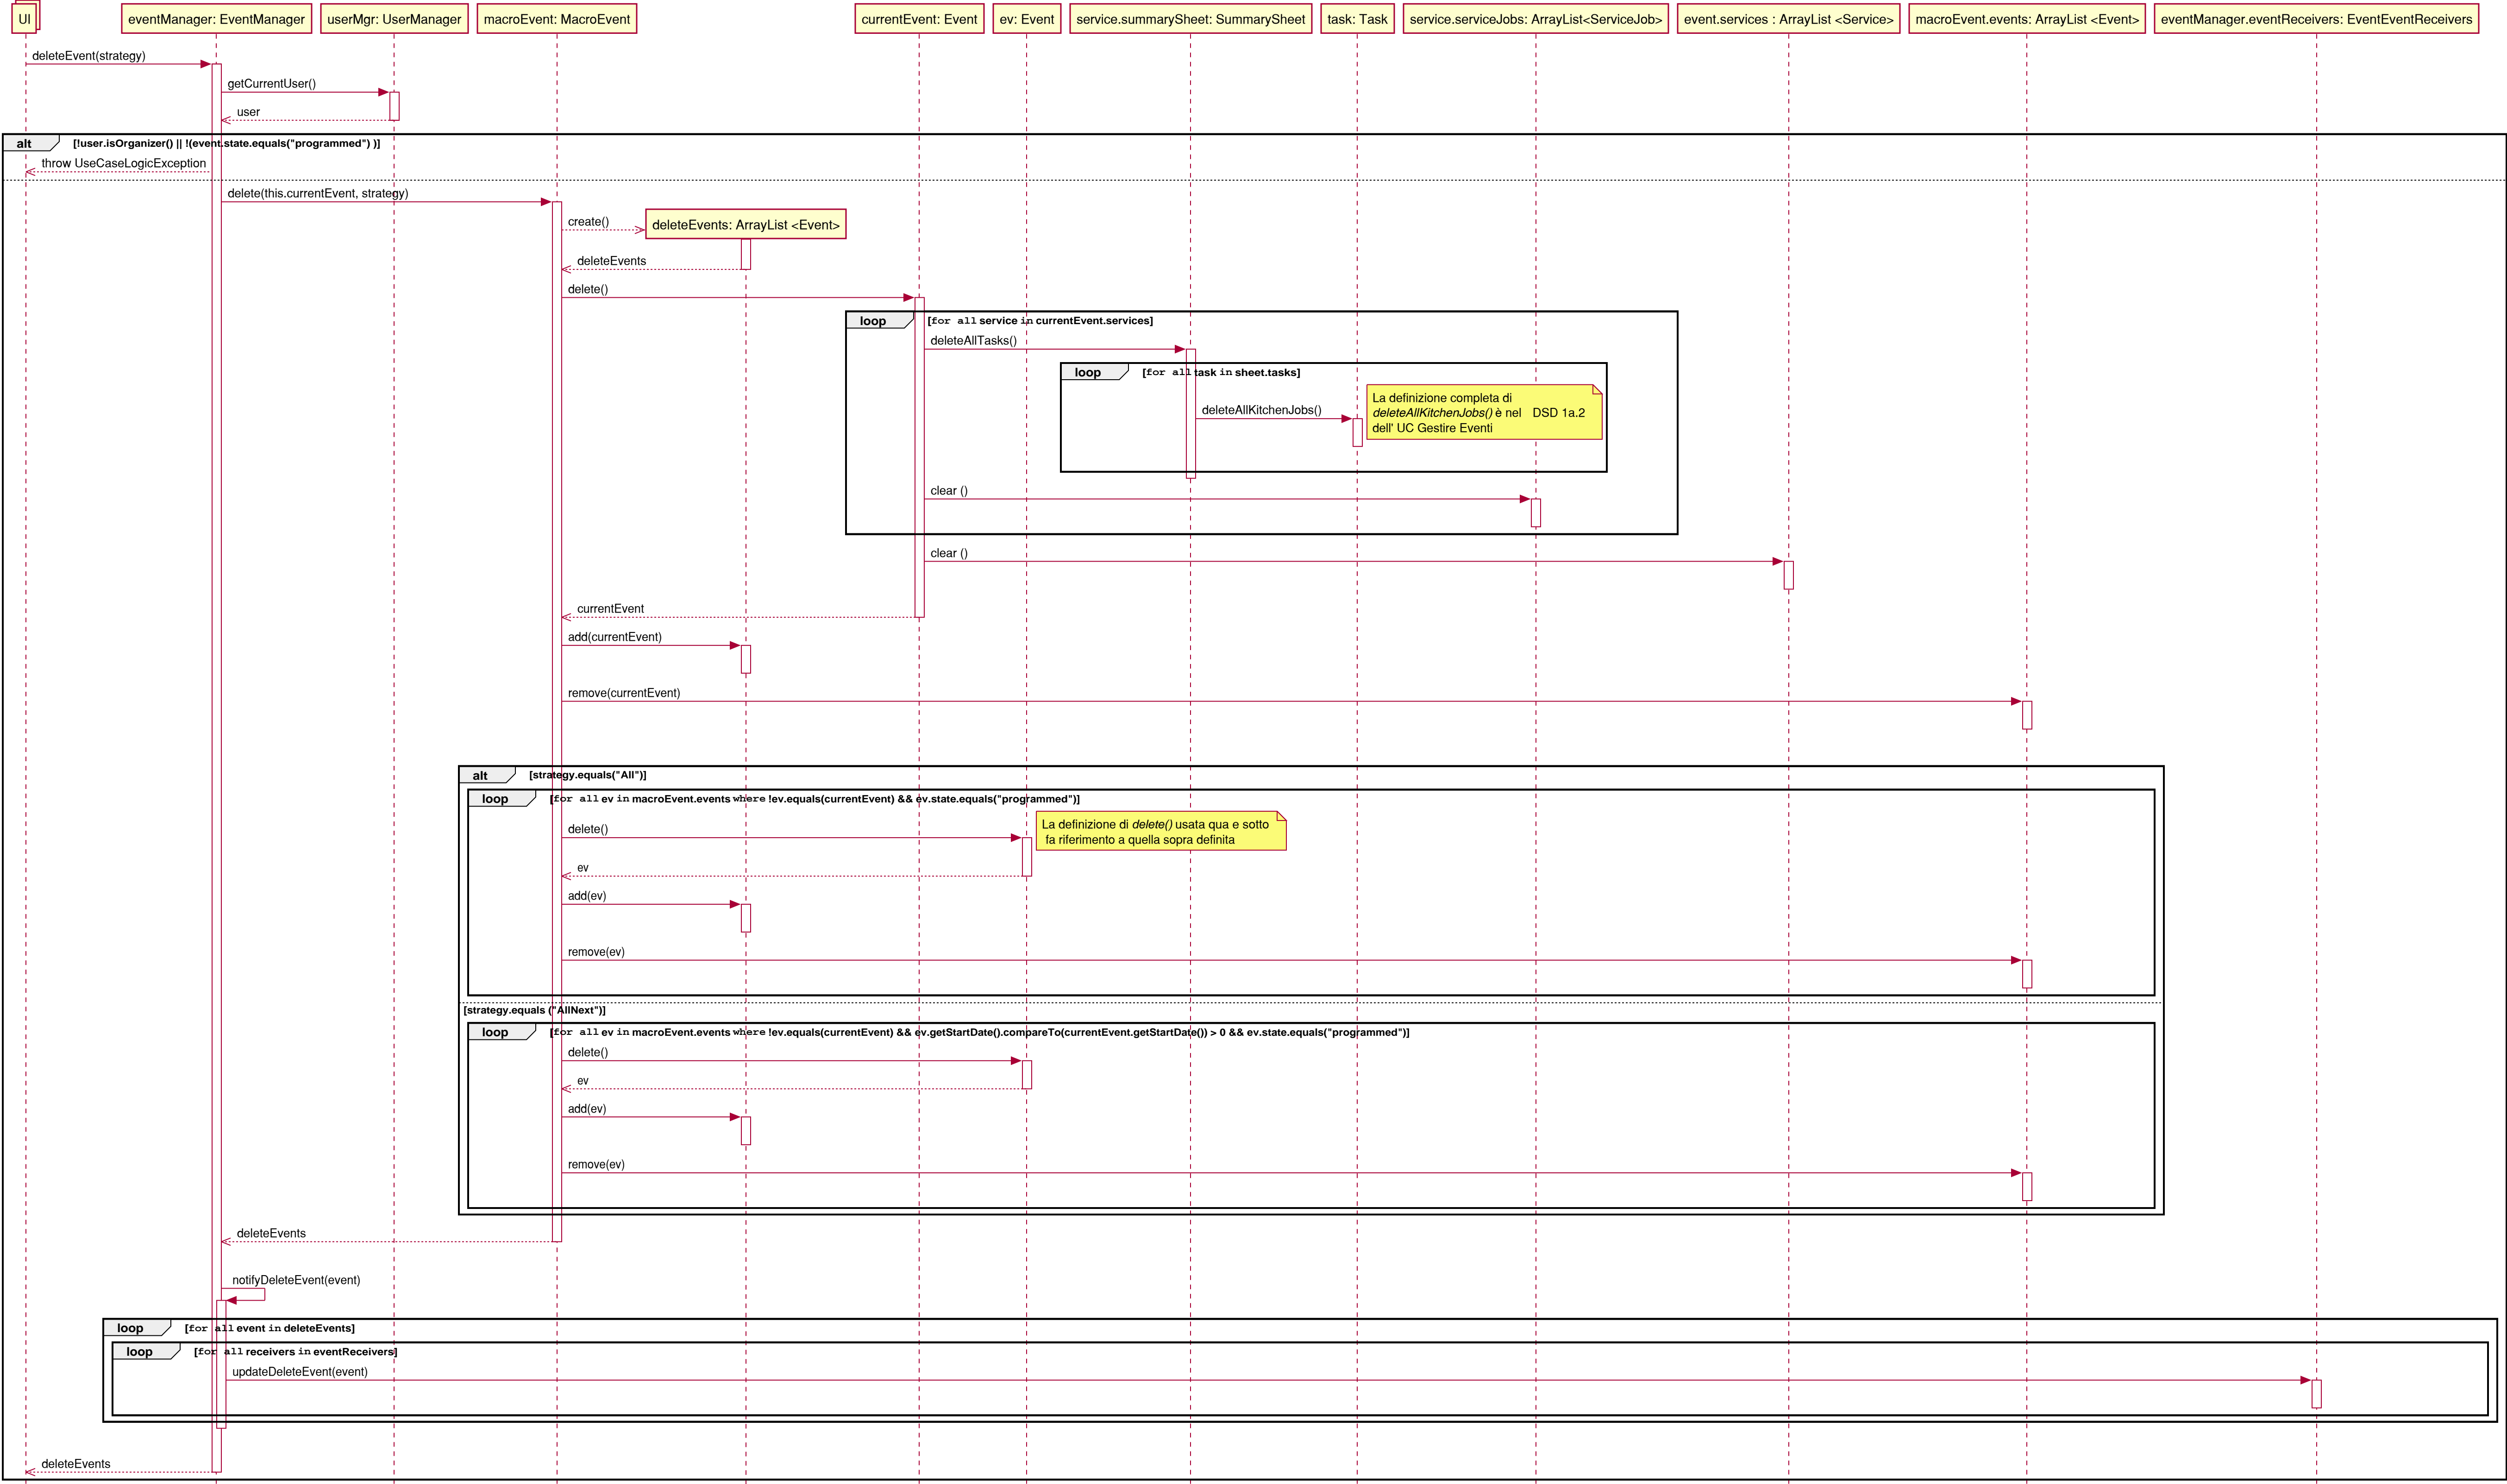 UI
eventManager: EventManager
userMgr: UserManager
macroEvent: MacroEvent
currentEvent: Event
ev: Event
service.summarySheet: SummarySheet
task: Task
service.serviceJobs: ArrayList<ServiceJob>
event.services : ArrayList <Service>
macroEvent.events: ArrayList <Event>
eventManager.eventReceivers: EventEventReceivers
deleteEvent(strategy)
getCurrentUser()
user
alt
[!user.isOrganizer() || !(event.state.equals("programmed") )]
throw UseCaseLogicException
delete(this.currentEvent, strategy)
create()
deleteEvents: ArrayList <Event>
deleteEvents
delete()
loop
[for all service in currentEvent.services]
deleteAllTasks()
loop
[for all task in sheet.tasks]
deleteAllKitchenJobs()
La definizione completa di
deleteAllKitchenJobs() è nel DSD 1a.2
dell' UC Gestire Eventi
clear ()
clear ()
currentEvent
add(currentEvent)
remove(currentEvent)
alt
[strategy.equals("All")]
loop
[for all ev in macroEvent.events where !ev.equals(currentEvent) && ev.state.equals("programmed")]
delete()
La definizione di delete() usata qua e sotto
fa riferimento a quella sopra definita
ev
add(ev)
remove(ev)
[strategy.equals ("AllNext")]
loop
[for all ev in macroEvent.events where !ev.equals(currentEvent) && ev.getStartDate().compareTo(currentEvent.getStartDate()) > 0 && ev.state.equals("programmed")]
delete()
ev
add(ev)
remove(ev)
deleteEvents
notifyDeleteEvent(event)
loop
[for all event in deleteEvents]
loop
[for all receivers in eventReceivers]
updateDeleteEvent(event)
deleteEvents